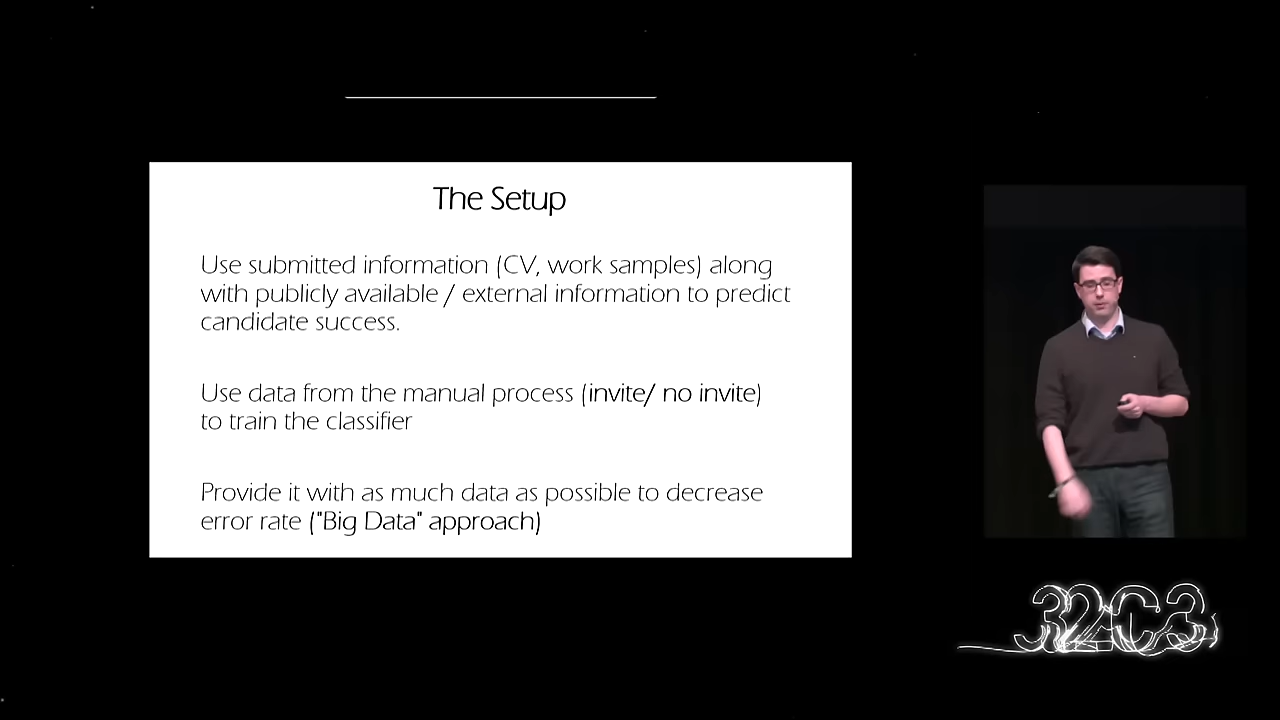 The Setup
Use submitted information (CV, work samples) along
with publicly available / external information to predict
candidate success.
Use data from the manual process (invite/ no invite)
to train the classifier
Provide it with as much data as possible to decrease
error rate ("Big Data" approach)
32C3